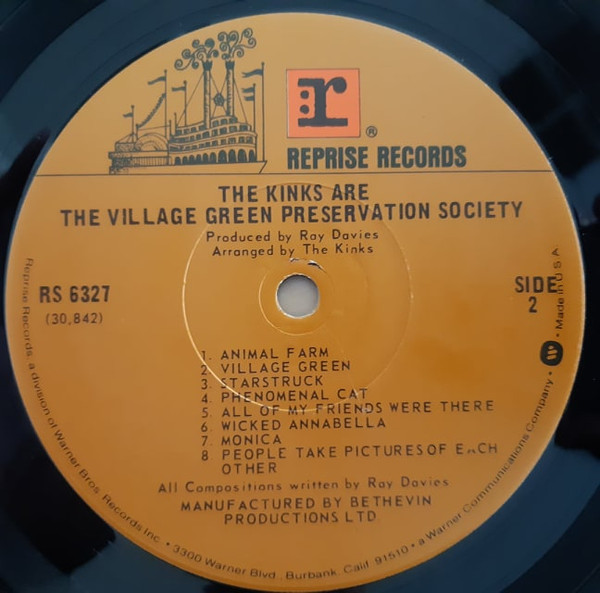 r
®
REPRISE RECORDS
THE KINKS ARE
THE VILLAGE GREEN PRESERVATION SOCIETY
Produced by Ray Davies
Arranged by The Kinks
RS 6327
(30,842)
SIDE
2
1. ANIMAL FARM
2. VILLAGE GREEN
3. STARSTRUCK
4. PHENOMENAL CAT
5. ALL OF MY FRIENDS WERE THERE
6. WICKED ANNABELLA
7. MONICA
8 PEOPLE TAKE PICTURES OF EACH
OTHER
All Compositions written by Ray Davies
MANUFACTURED BY BETHEVIN
PRODUCTIONS LTD
Reprise Records, a division of Warner Bros. Records Inc. • 3300 Warner Blvd., Burbank, Calif. 91510 • a Warner Communications Company • W • Made in U.S.A.